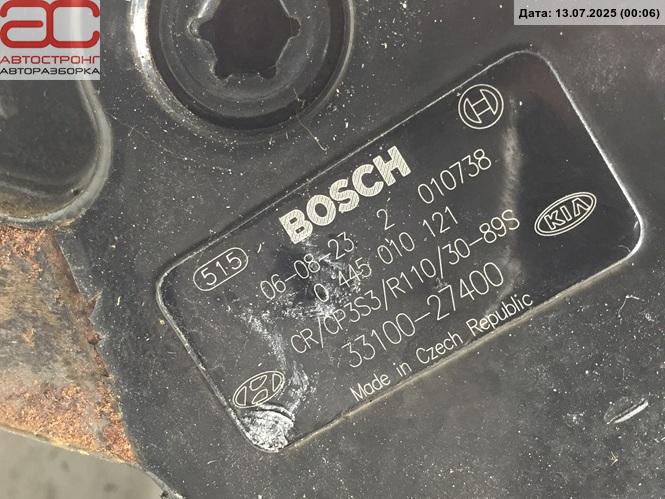 АС
АВТОСТРОНГ
АВТОРАЗБОРКА
Дата: 13.07.2025 (00:06)
BOSCH
515
06-08-23 2 010738
0 445 010 121
CR/CP3S3/R110/30-89S
KIA
33100-27400
Made in Czech Republic